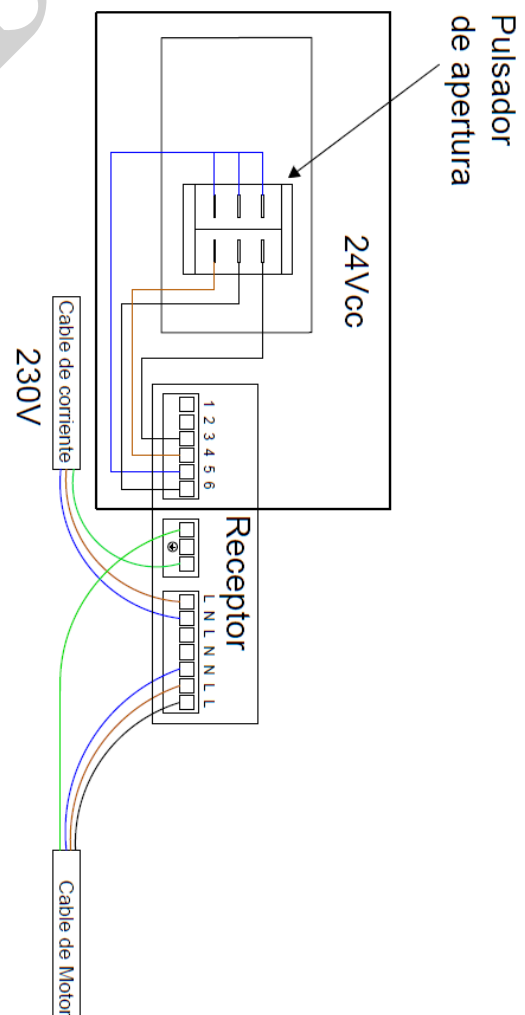 Pulsador
de apertura
24Vcc
Cable de corriente
230V
1 2 3 4 5 6
Receptor
L N L N N L L
Cable de Motor